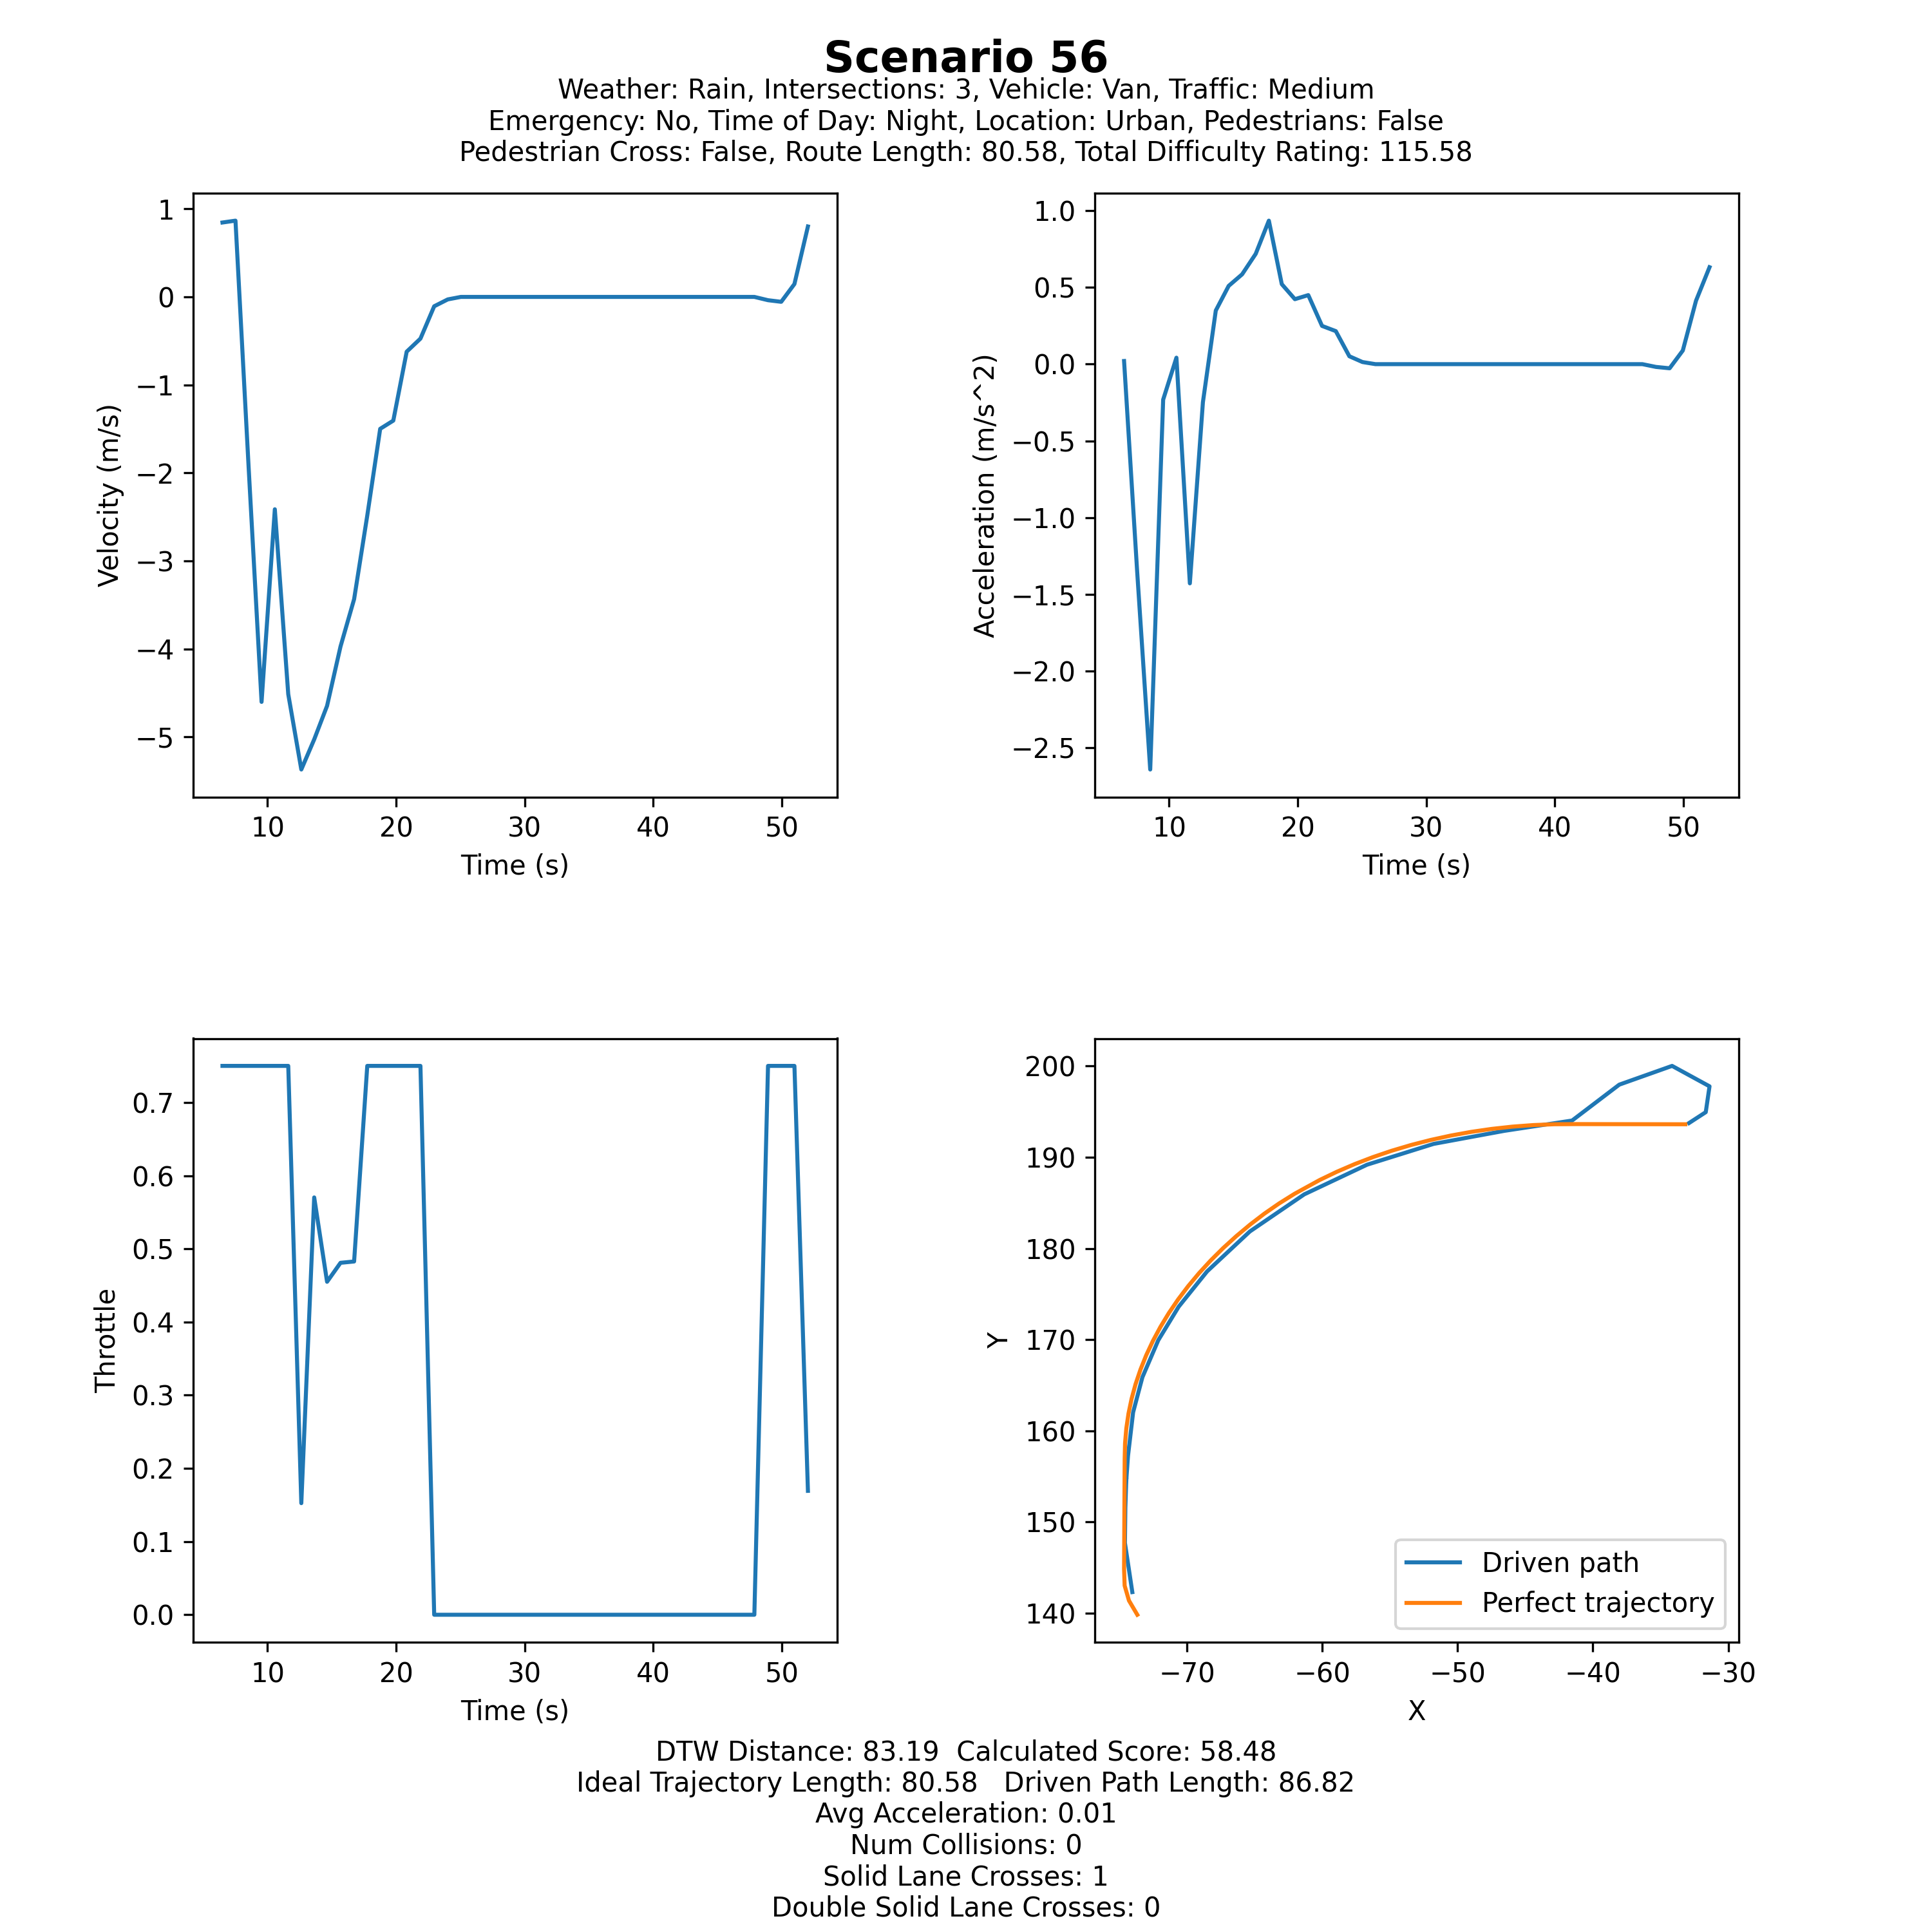 Scenario 56
Weather: Rain, Intersections: 3, Vehicle: Van, Traffic: Medium
Emergency: No, Time of Day: Night, Location: Urban, Pedestrians: False
Pedestrian Cross: False, Route Length: 80.58, Total Difficulty Rating: 115.58
1
0
−1
−2
−3
−4
−5
Velocity (m/s)
10 20 30 40 50
Time (s)
1.0
0.5
0.0
−0.5
−1.0
−1.5
−2.0
−2.5
Acceleration (m/s^2)
10 20 30 40 50
Time (s)
0.7
0.6
0.5
0.4
0.3
0.2
0.1
0.0
Throttle
10 20 30 40 50
Time (s)
200
190
180
170
160
150
140
Y
Driven path
Perfect trajectory
−70 −60 −50 −40 −30
X
DTW Distance: 83.19  Calculated Score: 58.48
Ideal Trajectory Length: 80.58   Driven Path Length: 86.82
Avg Acceleration: 0.01
Num Collisions: 0
Solid Lane Crosses: 1
Double Solid Lane Crosses: 0